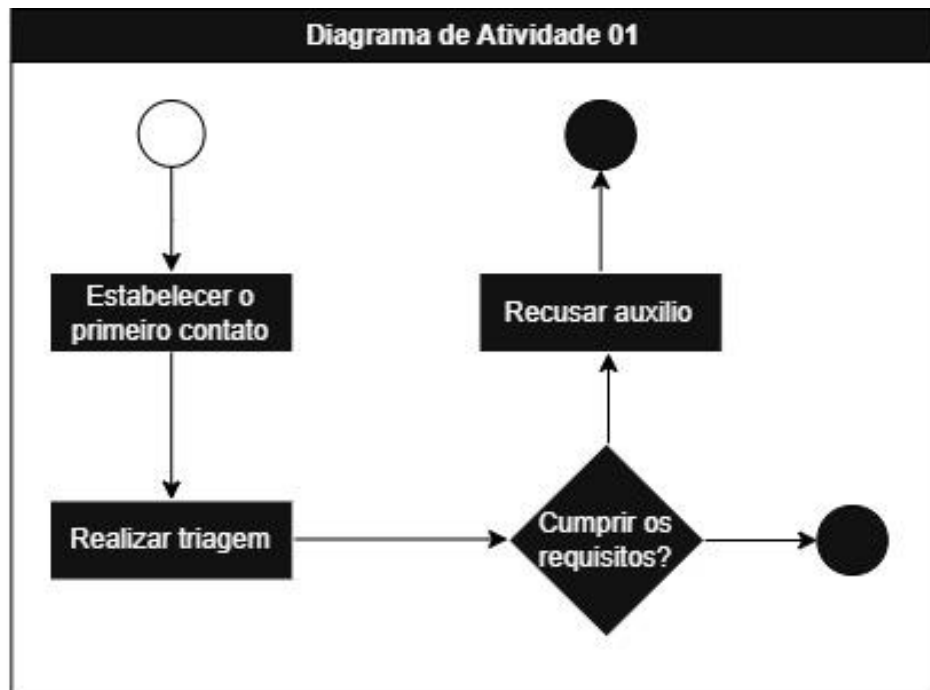 Diagrama de Atividade 01
Estabelecer o
primeiro contato
Recusar auxilio
Realizar triagem
Cumprir os
requisitos?